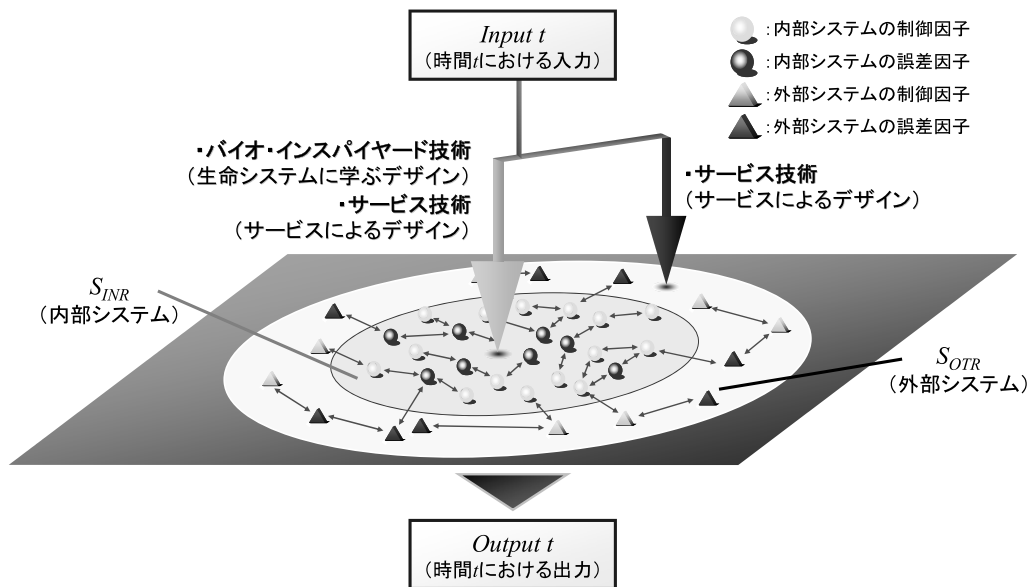 Input t
（時間tにおける入力）
：内部システムの制御因子
：内部システムの誤差因子
：外部システムの制御因子
：外部システムの誤差因子
・バイオ・インスパイヤード技術
（生命システムに学ぶデザイン）
・サービス技術
（サービスによるデザイン）
・サービス技術
（サービスによるデザイン）
S_INR
（内部システム）
S_OTR
（外部システム）
Output t
（時間tにおける出力）